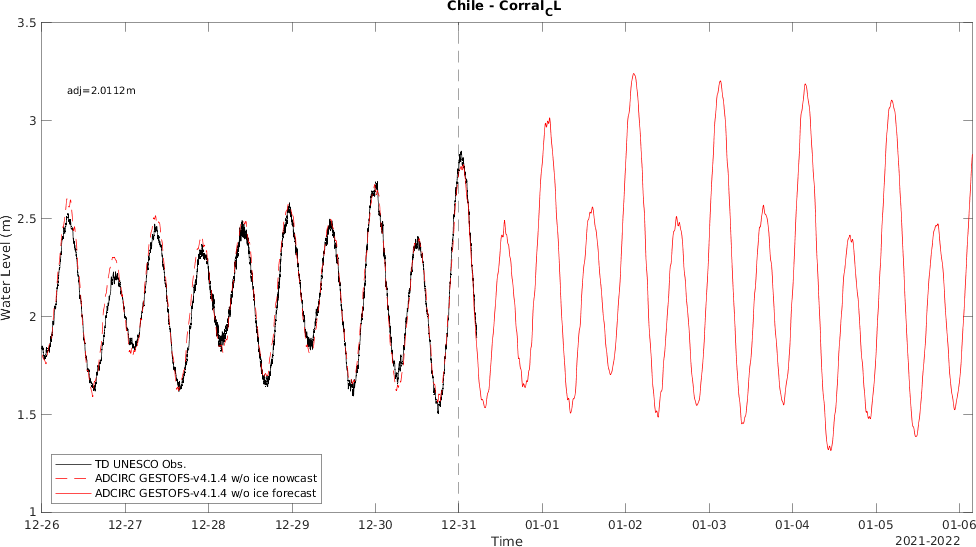 Chile - Corral_CL
3.5
adj=2.0112m
3
2.5
Water Level (m)
2
1.5
TD UNESCO Obs.
ADCIRC GESTOFS-v4.1.4 w/o ice nowcast
ADCIRC GESTOFS-v4.1.4 w/o ice forecast
1
12-26 12-27 12-28 12-29 12-30 12-31 01-01 01-02 01-03 01-04 01-05 01-06
Time
2021-2022